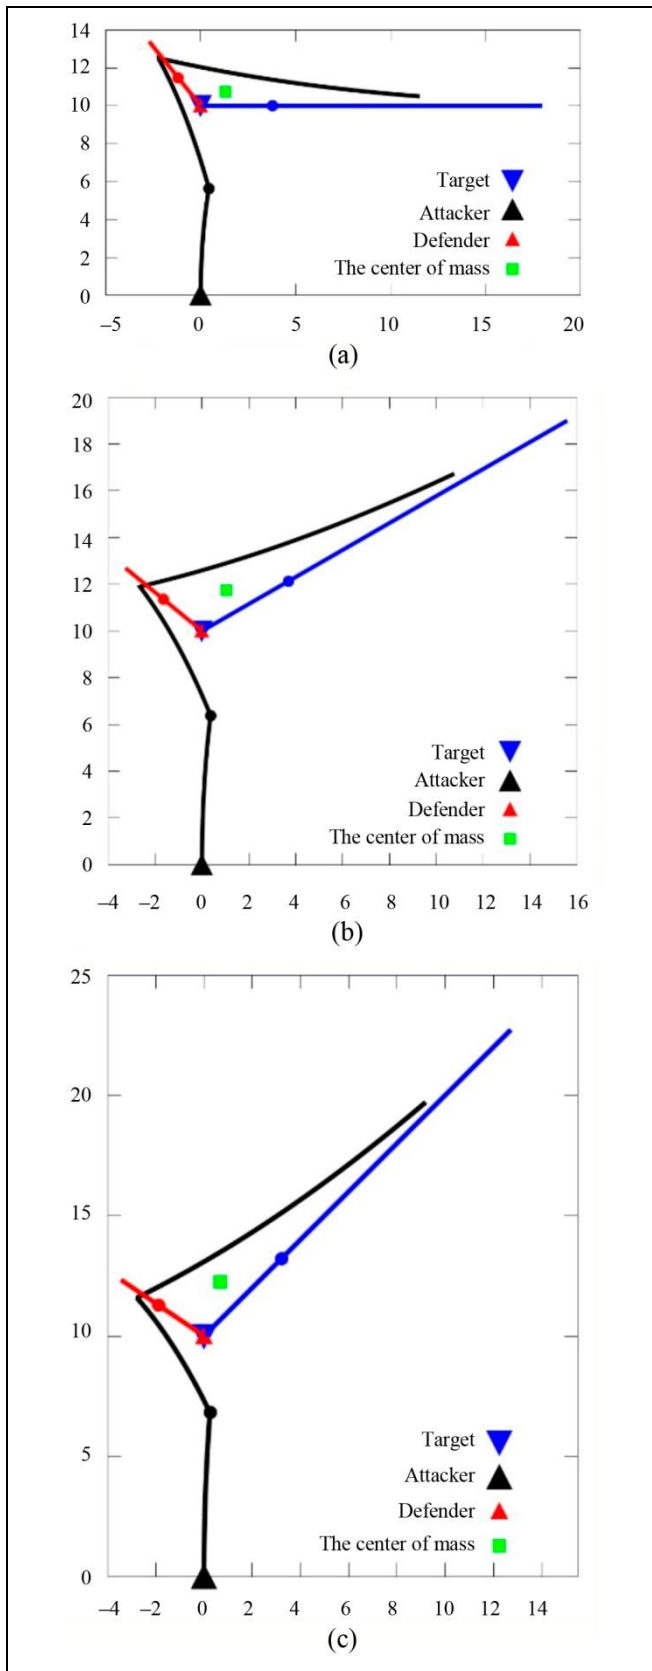 14
12
10
8
6
4
2
0
Target
Attacker
Defender
The center of mass
–5 0 5 10 15 20
(a)
20
18
16
14
12
10
8
6
4
2
0
Target
Attacker
Defender
The center of mass
–4 –2 0 2 4 6 8 10 12 14 16
(b)
25
20
15
10
5
0
Target
Attacker
Defender
The center of mass
–4 –2 0 2 4 6 8 10 12 14
(c)